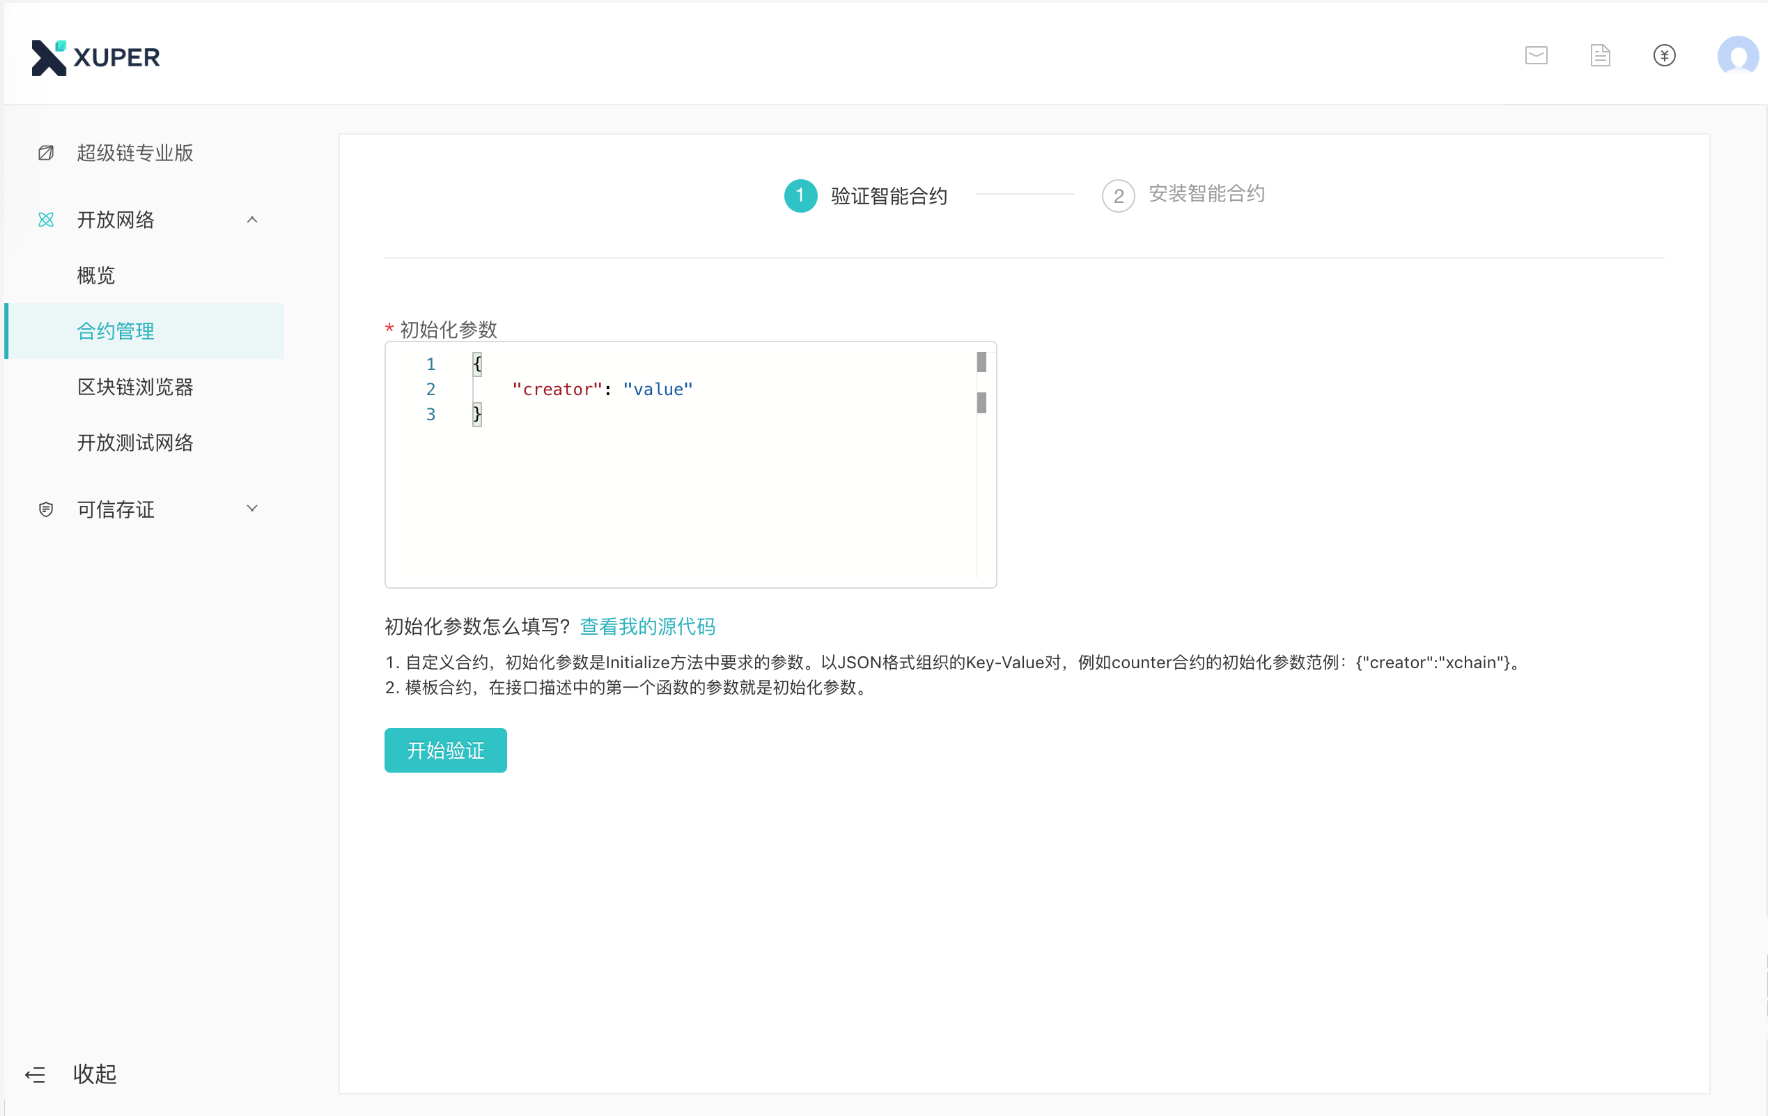 XUPER
超级链专业版
开放网络
概览
合约管理
区块链浏览器
开放测试网络
可信存证
收起
1 验证智能合约
2 安装智能合约
* 初始化参数
1 {
2 "creator": "value"
3 }
初始化参数怎么填写? 查看我的源代码
1. 自定义合约，初始化参数是Initialize方法中要求的参数。以JSON格式组织的Key-Value对，例如counter合约的初始化参数范例：{"creator":"xchain"}。
2. 模板合约，在接口描述中的第一个函数的参数就是初始化参数。
开始验证